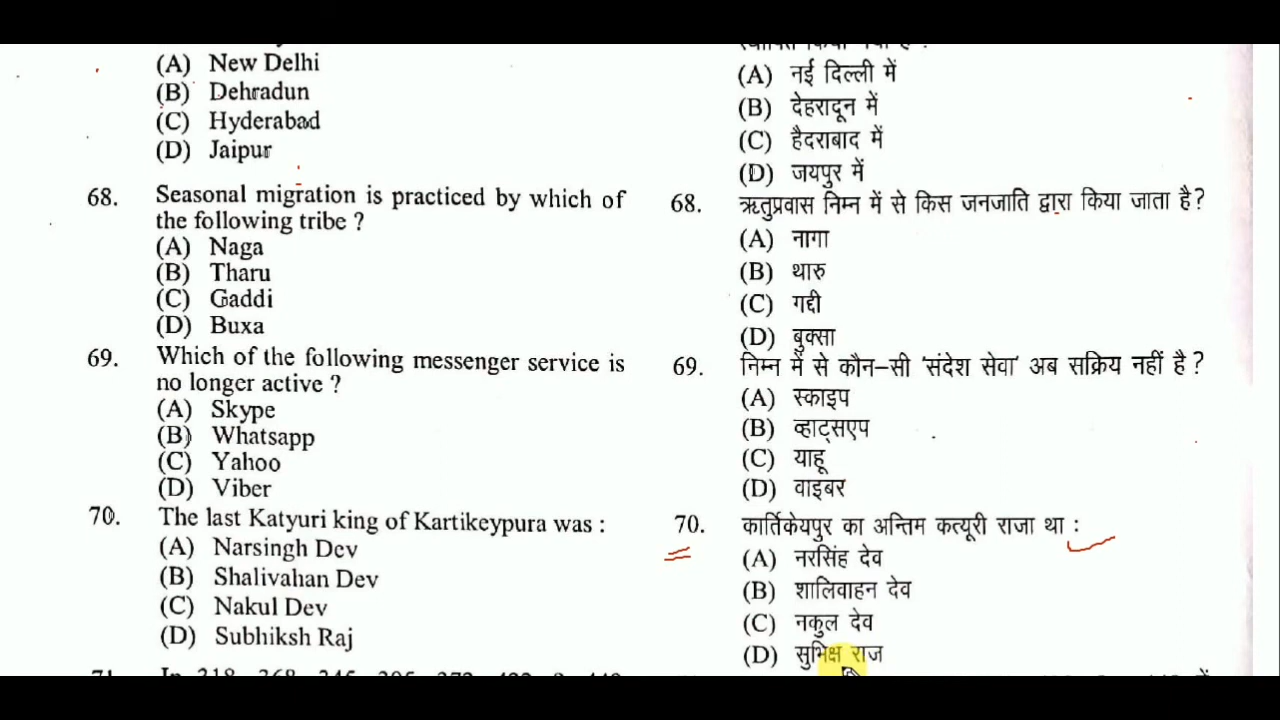 (A) New Delhi
(B) Dehradun
(C) Hyderabad
(D) Jaipur
68. Seasonal migration is practiced by which of
the following tribe ?
(A) Naga
(B) Tharu
(C) Gaddi
(D) Buxa
69. Which of the following messenger service is
no longer active ?
(A) Skype
(B) Whatsapp
(C) Yahoo
(D) Viber
70. The last Katyuri king of Kartikeypura was :
(A) Narsingh Dev
(B) Shalivahan Dev
(C) Nakul Dev
(D) Subhiksh Raj
(A) नई दिल्ली में
(B) देहरादून में
(C) हैदराबाद में
(D) जयपुर में
68. ऋतुप्रवास निम्न में से किस जनजाति द्वारा किया जाता है?
(A) नागा
(B) थारु
(C) गद्दी
(D) बुक्सा
69. निम्न में से कौन-सी 'संदेश सेवा' अब सक्रिय नहीं है ?
(A) स्काइप
(B) व्हाट्सएप
(C) याहू
(D) वाइबर
70. कार्तिकेयपुर का अन्तिम कत्यूरी राजा था :
(A) नरसिंह देव
(B) शालिवाहन देव
(C) नकुल देव
(D) सुभिक्ष राज